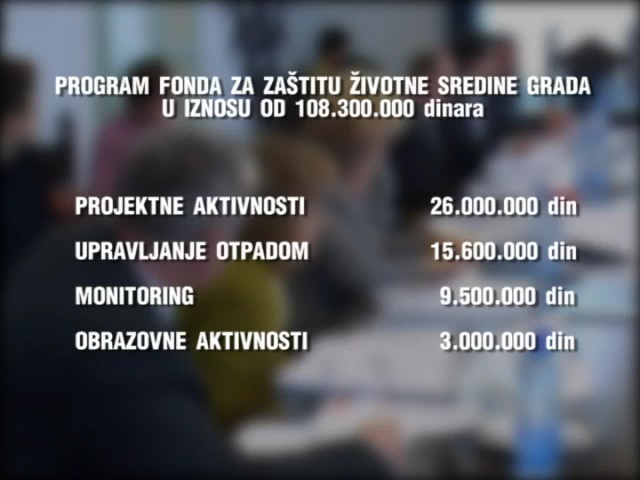 PROGRAM FONDA ZA ZAŠTITU ŽIVOTNE SREDINE GRADA
U IZNOSU OD 108.300.000 dinara
PROJEKTNE AKTIVNOSTI 26.000.000 din
UPRAVLJANJE OTPADOM 15.600.000 din
MONITORING 9.500.000 din
OBRAZOVNE AKTIVNOSTI 3.000.000 din